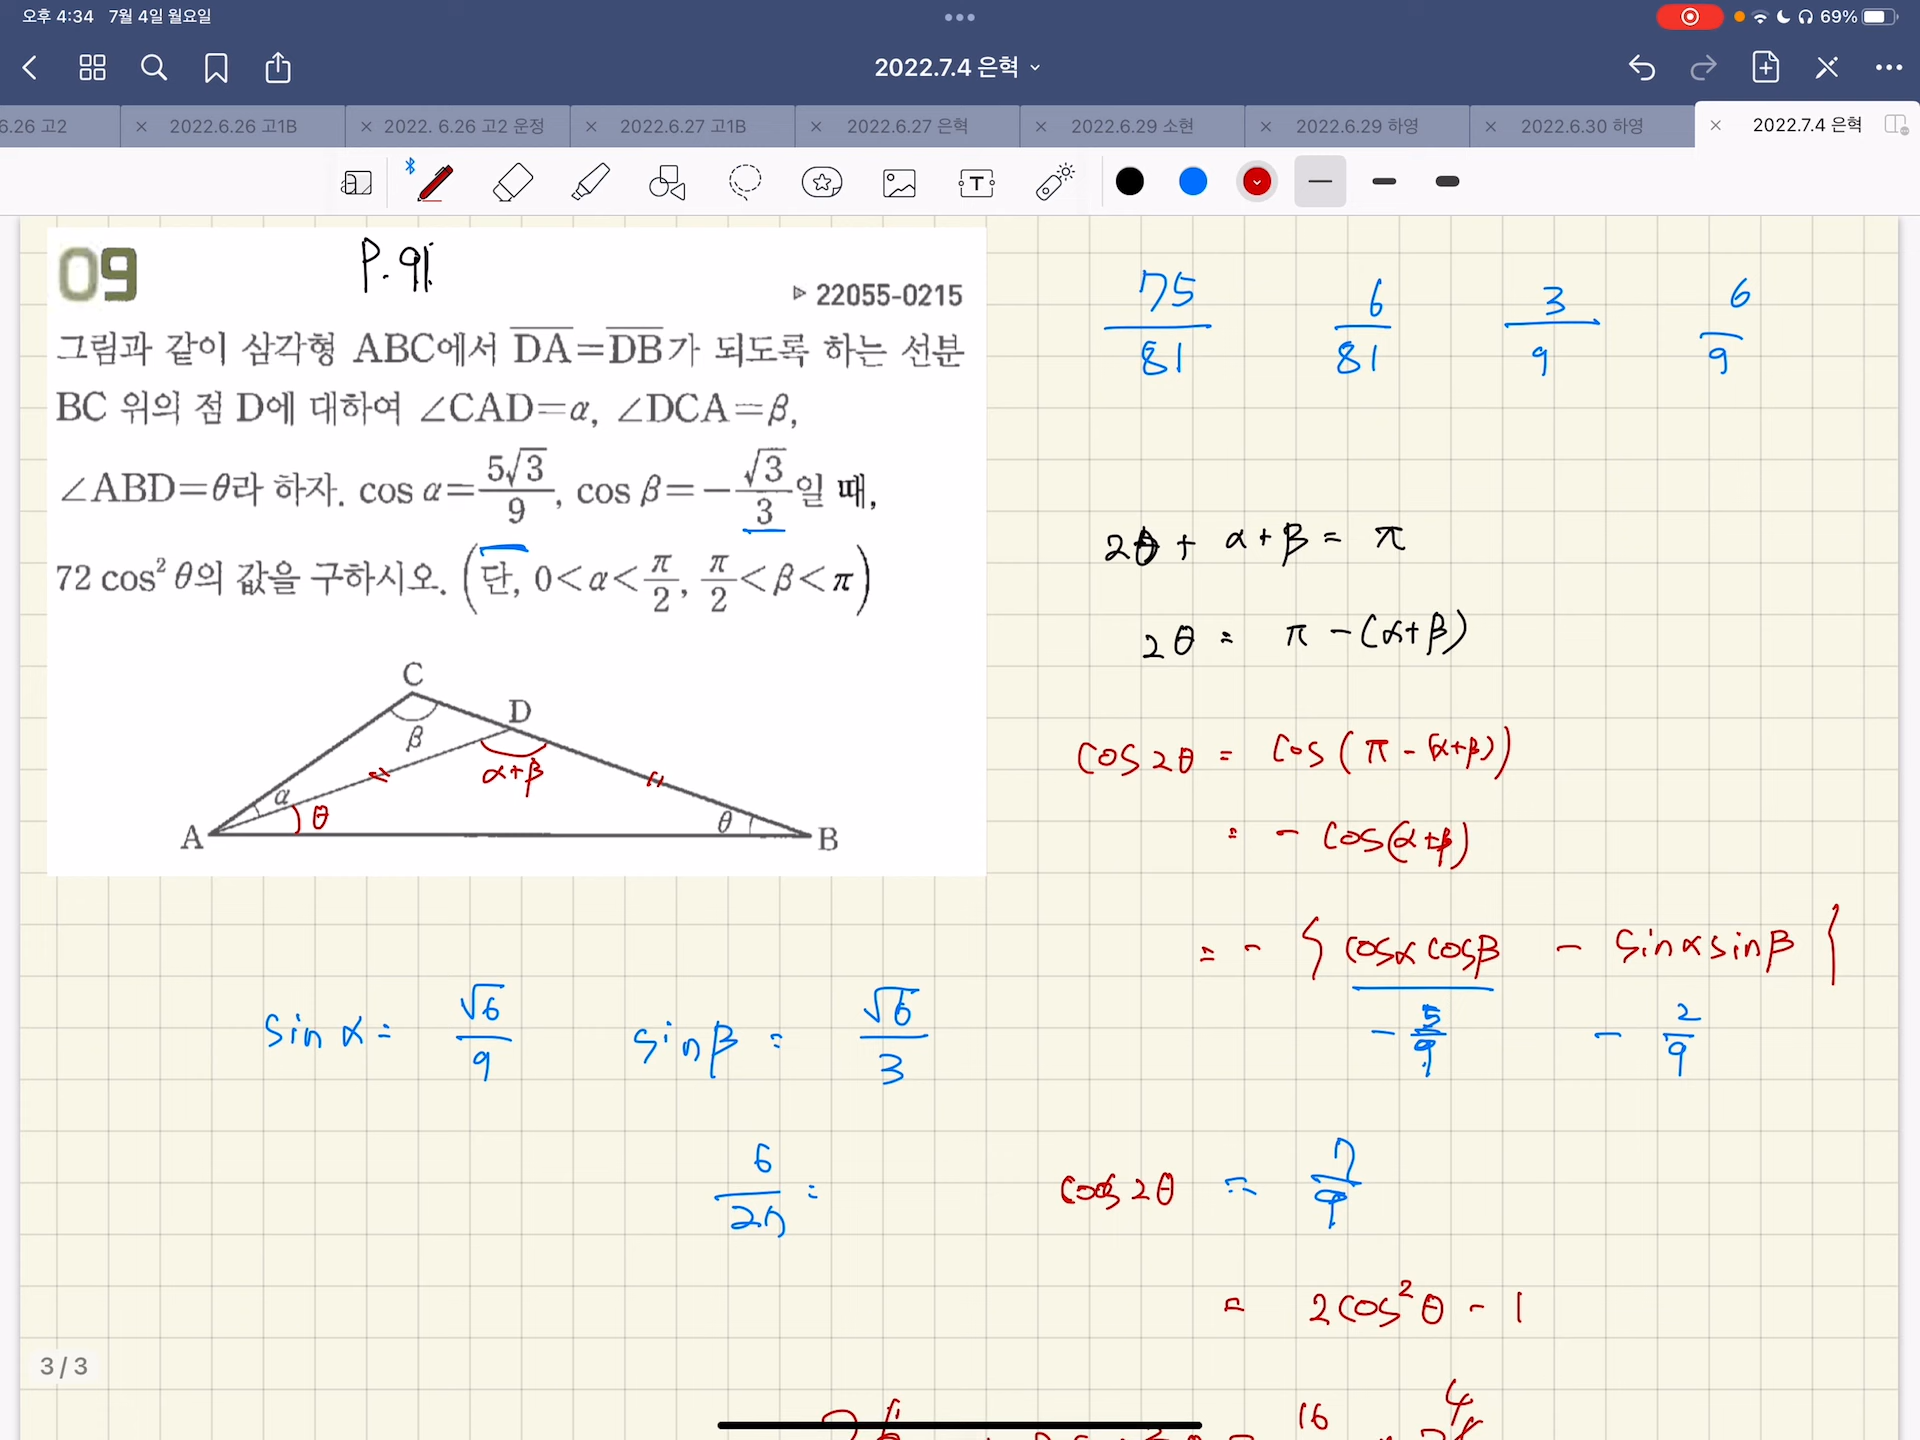 오후 4:34 7월 4일 월요일
69%
2022.7.4 은혁
6.26 고2
2022.6.26 고1B
2022. 6.26 고2 운정
2022.6.27 고1B
2022.6.27 은혁
2022.6.29 소현
2022.6.29 하영
2022.6.30 하영
2022.7.4 은혁
09 P.91
▷ 22055-0215
그림과 같이 삼각형 ABC에서 DA=DB가 되도록 하는 선분
BC 위의 점 D에 대하여 ∠CAD=α, ∠DCA=β,
∠ABD=θ라 하자. cos α=5√3/9, cos β=-√3/3일 때,
72 cos² θ의 값을 구하시오. (단, 0<α<π/2, π/2<β<π)
C
D
β
α+β
α
θ
θ
A
B
75/81 6/81 3/9 6/9
2θ + α+β = π
2θ = π -(α+β)
cos2θ = cos(π-(α+β))
= - cos(α+β)
= - {cosαcosβ - sinαsinβ}
- 5/9 - 2/9
sin α = √6/9 sin β = √6/3
6/27 =
cos2θ = 7/9
= 2cos²θ - 1
16 4
3 / 3